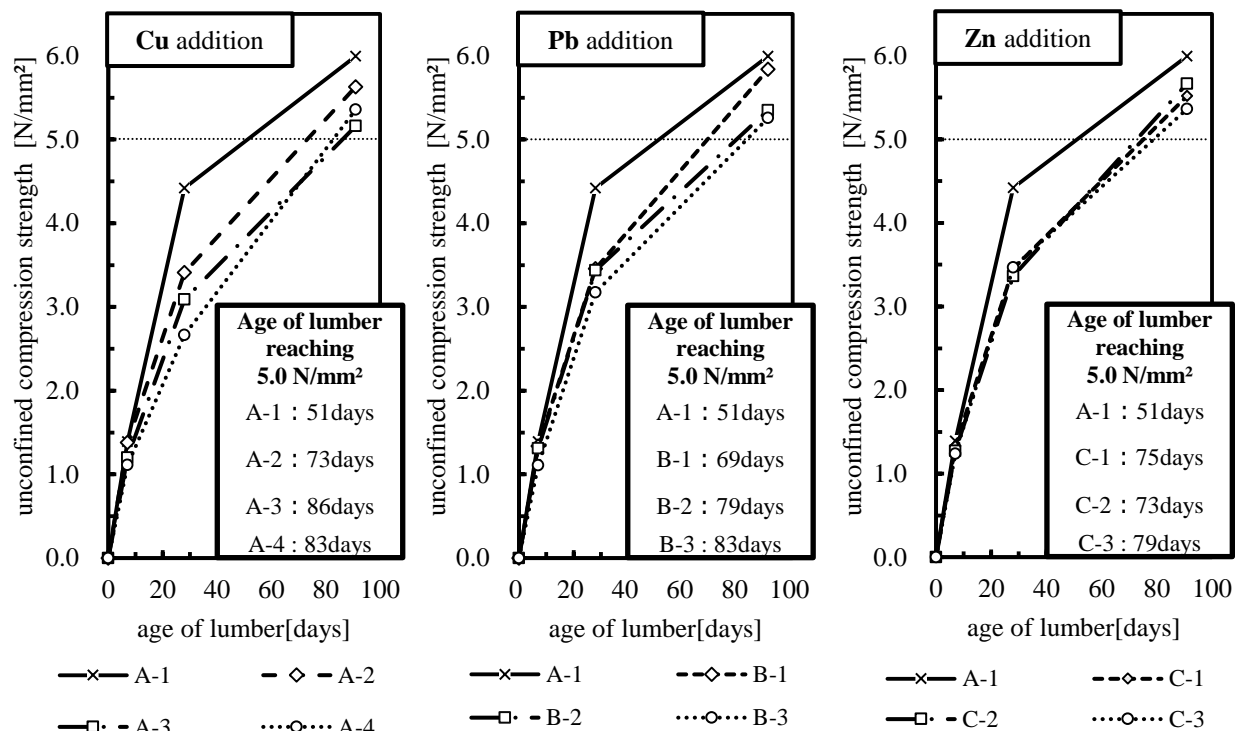 Cu addition
unconfined compression strength [N/mm²]
6.0
5.0
4.0
3.0
2.0
1.0
0.0
Age of lumber
reaching
5.0 N/mm²
A-1 : 51days
A-2 : 73days
A-3 : 86days
A-4 : 83days
0 20 40 60 80 100
age of lumber[days]
A-1 A-2
A-3 A-4
Pb addition
unconfined compression strength [N/mm²]
6.0
5.0
4.0
3.0
2.0
1.0
0.0
Age of lumber
reaching
5.0 N/mm²
A-1 : 51days
B-1 : 69days
B-2 : 79days
B-3 : 83days
0 20 40 60 80 100
age of lumber[days]
A-1 B-1
B-2 B-3
Zn addition
unconfined compression strength [N/mm²]
6.0
5.0
4.0
3.0
2.0
1.0
0.0
Age of lumber
reaching
5.0 N/mm²
A-1 : 51days
C-1 : 75days
C-2 : 73days
C-3 : 79days
0 20 40 60 80 100
age of lumber[days]
A-1 C-1
C-2 C-3